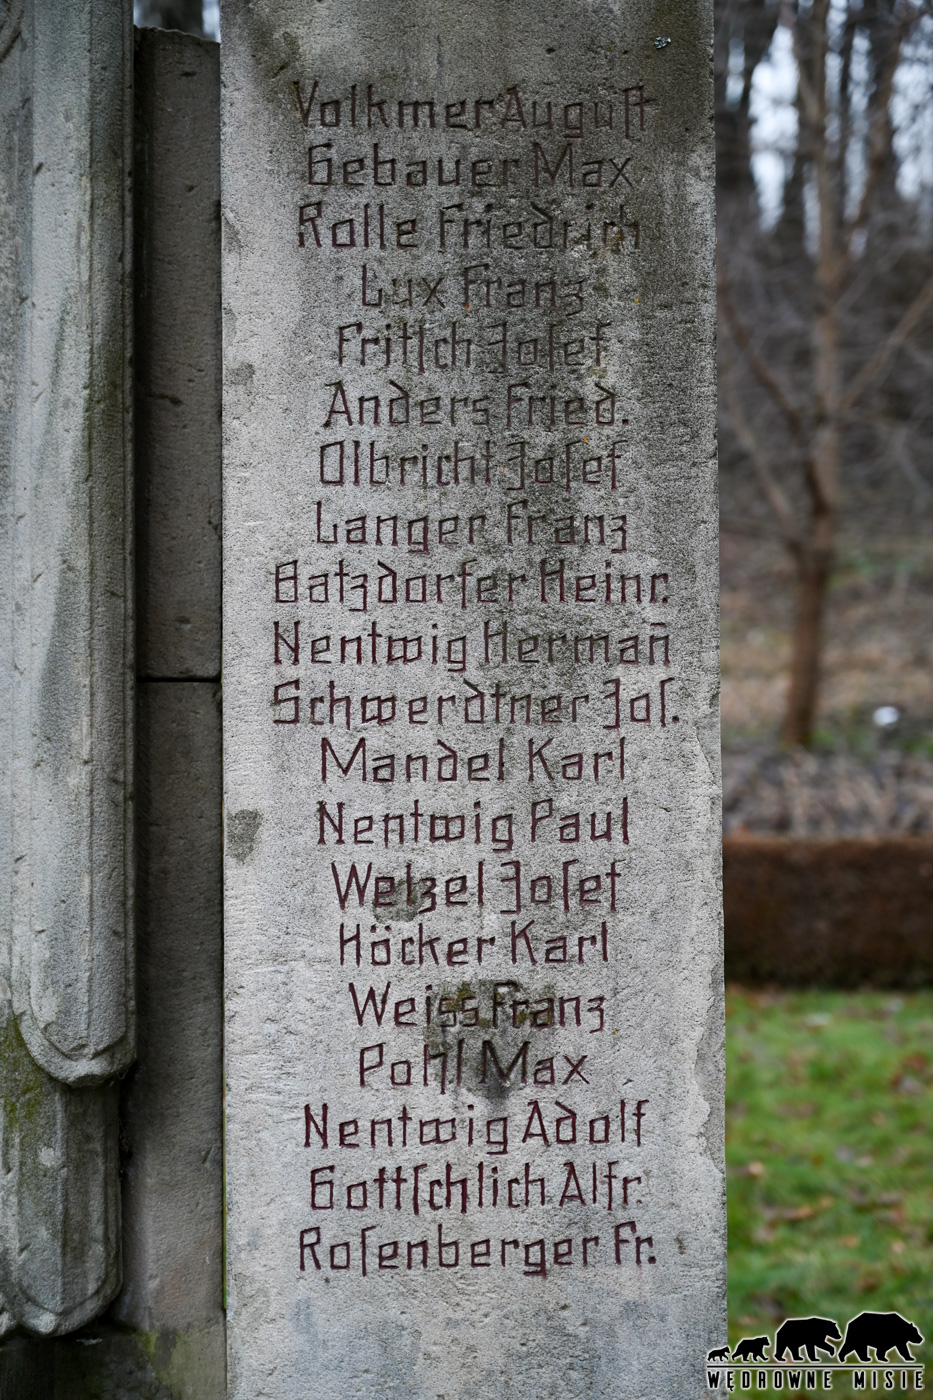 Volkmer Auguſt
Gebauer Max
Rolle Friedrich
Lux Franz
Fritſch Joſef
Anders Fried.
Olbricht Joſef
Langer Franz
Batzdorfer Heinr.
Nentwig Herman̄
Schwerdtner Joſ.
Mandel Karl
Nentwig Paul
Welzel Joſef
Höcker Karl
Weiss Franz
Pohl Max
Nentwig Adolf
Gottſchlich Alfr.
Roſenberger Fr.
WĘDROWNE MISIE